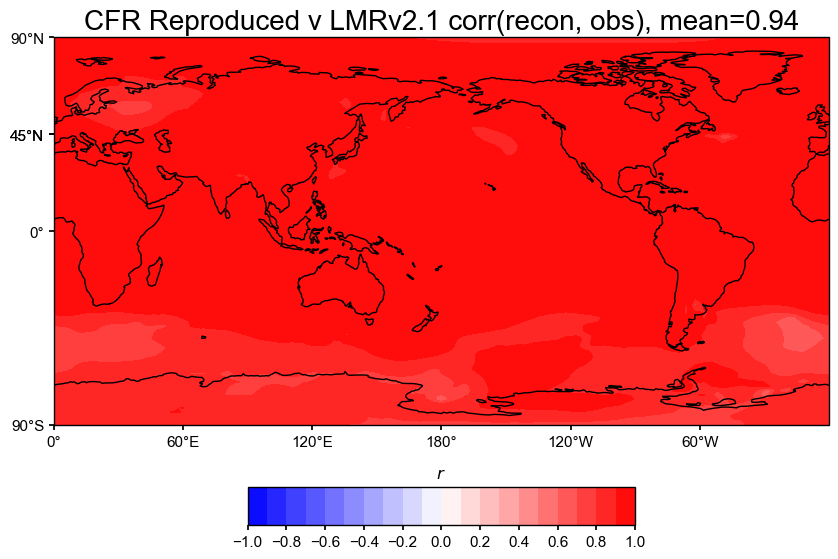 CFR Reproduced v LMRv2.1 corr(recon, obs), mean=0.94
90°N
45°N
0°
90°S
0° 60°E 120°E 180° 120°W 60°W
r
−1.0 −0.8 −0.6 −0.4 −0.2 0.0 0.2 0.4 0.6 0.8 1.0